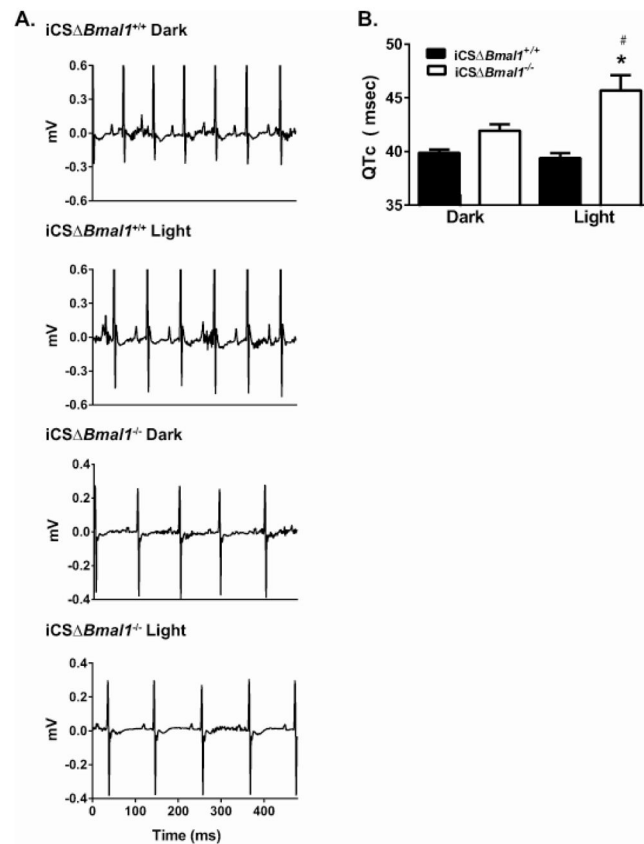 A.
iCSΔBmal1+/+ Dark
0.6
0.3
0.0
-0.3
-0.6
mV
iCSΔBmal1+/+ Light
0.6
0.3
0.0
-0.3
-0.6
mV
iCSΔBmal1-/- Dark
0.4
0.2
0.0
-0.2
-0.4
mV
iCSΔBmal1-/- Light
0.4
0.2
0.0
-0.2
-0.4
mV
0 100 200 300 400
Time (ms)
B.
iCSΔBmal1+/+
iCSΔBmal1-/-
#
*
50
45
40
35
QTc ( msec)
Dark Light